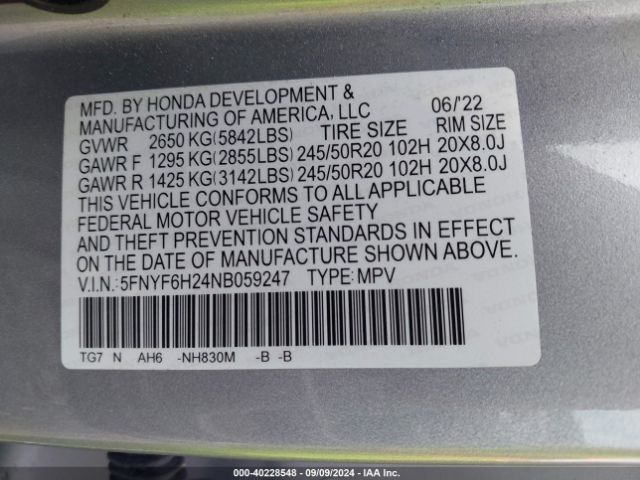 MFD. BY HONDA DEVELOPMENT &
MANUFACTURING OF AMERICA, LLC 06/'22
GVWR 2650 KG(5842LBS) TIRE SIZE RIM SIZE
GAWR F 1295 KG(2855LBS) 245/50R20 102H 20X8.0J
GAWR R 1425 KG(3142LBS) 245/50R20 102H 20X8.0J
THIS VEHICLE CONFORMS TO ALL APPLICABLE
FEDERAL MOTOR VEHICLE SAFETY
AND THEFT PREVENTION STANDARDS IN EFFECT
ON THE DATE OF MANUFACTURE SHOWN ABOVE.
V.I.N.:5FNYF6H24NB059247 TYPE:MPV
TG7 N AH6 -NH830M -B -B
000-40228548 - 09/09/2024 - IAA Inc.